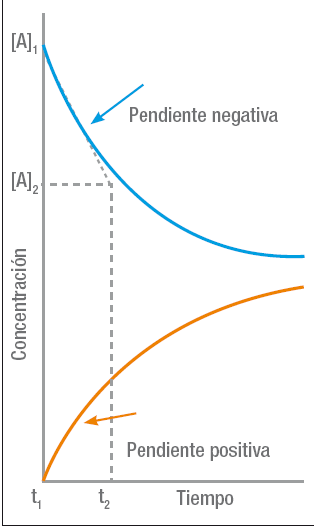 [A]₁
Pendiente negativa
[A]₂
Concentración
Pendiente positiva
t₁ t₂ Tiempo